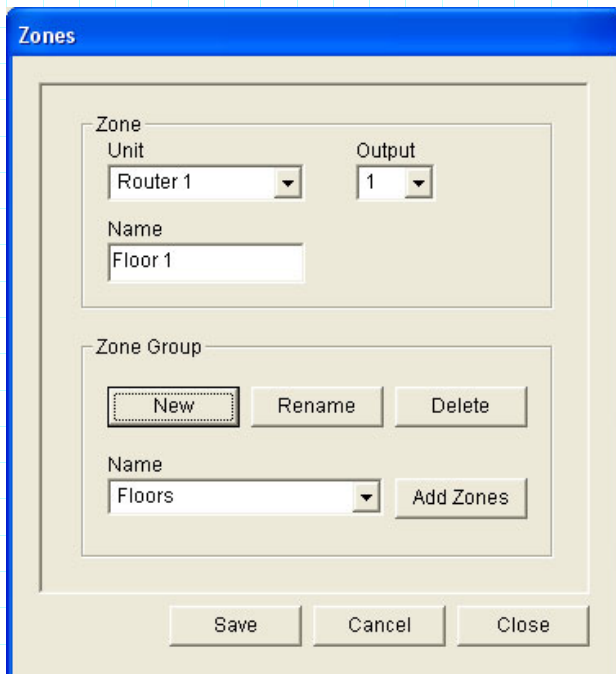 Zones
Zone
Unit Output
Router 1 1
Name
Floor 1
Zone Group
New Rename Delete
Name
Floors Add Zones
Save Cancel Close